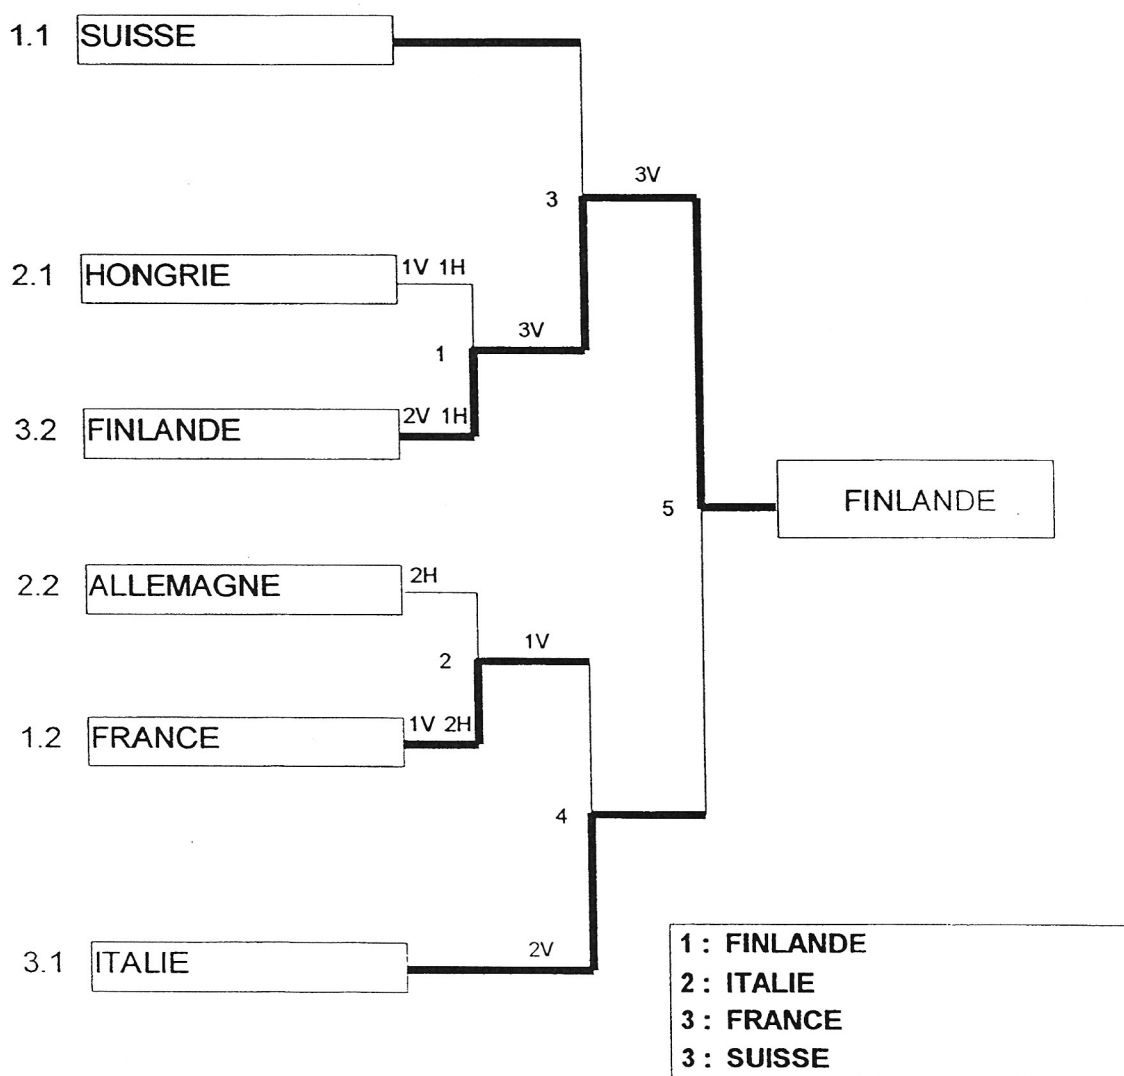 1.1 SUISSE
3V
3
2.1 HONGRIE 1V 1H
3V
1
3.2 FINLANDE 2V 1H
5 FINLANDE
2.2 ALLEMAGNE 2H
1V
2
1.2 FRANCE 1V 2H
4
3.1 ITALIE 2V
1 : FINLANDE
2 : ITALIE
3 : FRANCE
3 : SUISSE